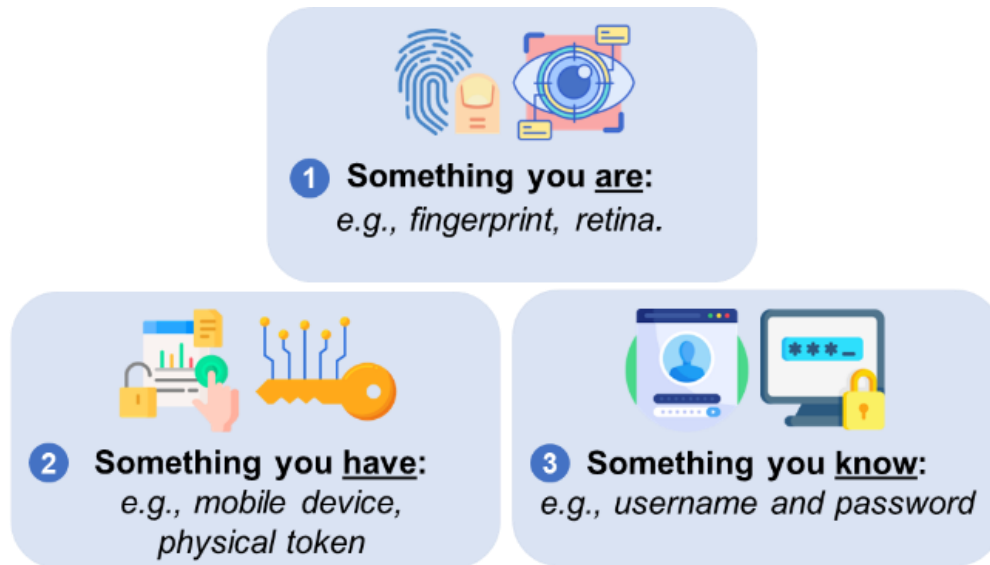 1 Something you are:
e.g., fingerprint, retina.
2 Something you have:
e.g., mobile device,
physical token
***_
3 Something you know:
e.g., username and password